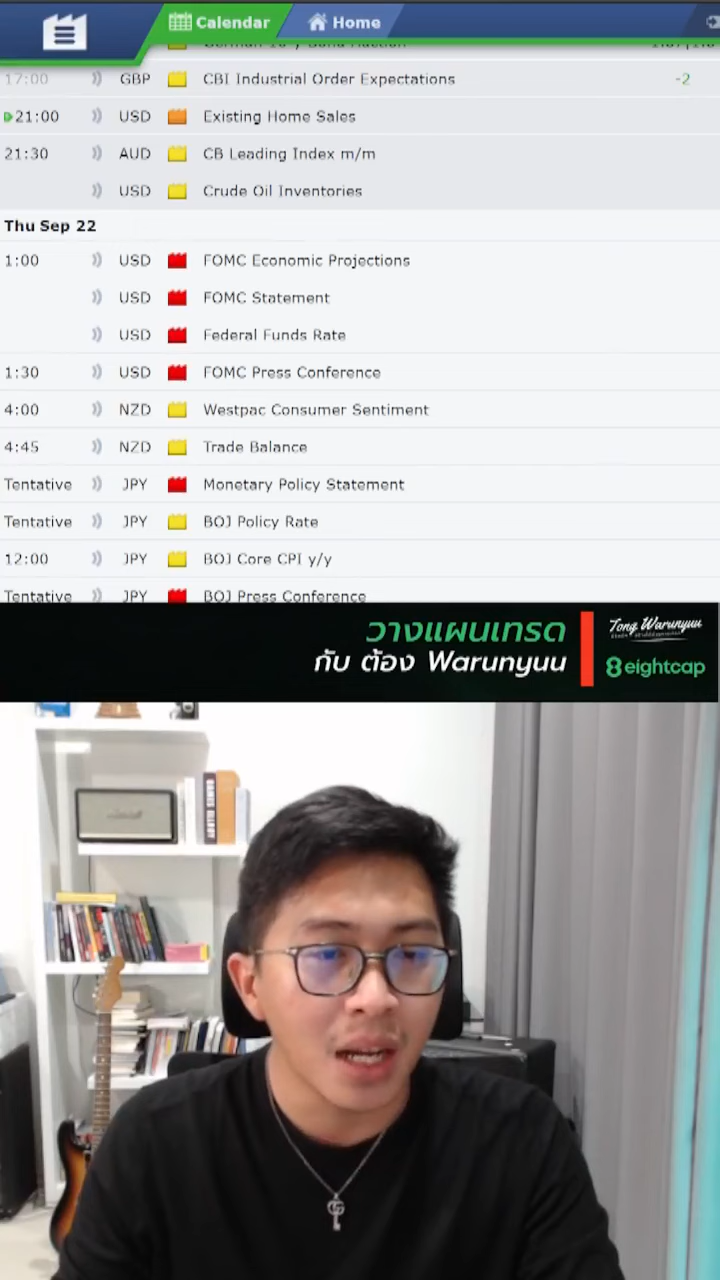 Calendar Home
17:00 GBP CBI Industrial Order Expectations -2
21:00 USD Existing Home Sales
21:30 AUD CB Leading Index m/m
USD Crude Oil Inventories
Thu Sep 22
1:00 USD FOMC Economic Projections
USD FOMC Statement
USD Federal Funds Rate
1:30 USD FOMC Press Conference
4:00 NZD Westpac Consumer Sentiment
4:45 NZD Trade Balance
Tentative JPY Monetary Policy Statement
Tentative JPY BOJ Policy Rate
12:00 JPY BOJ Core CPI y/y
Tentative JPY BOJ Press Conference
วางแผนเทรด
กับ ต้อง Warunyuu
Tong Warunyuu
8eightcap